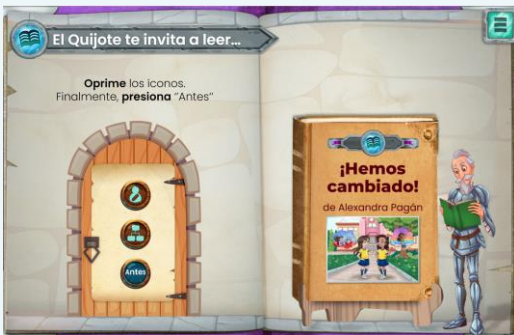 El Quijote te invita a leer...
Oprime los iconos.
Finalmente, presiona "Antes"
Antes
¡Hemos
cambiado!
de Alexandra Pagán